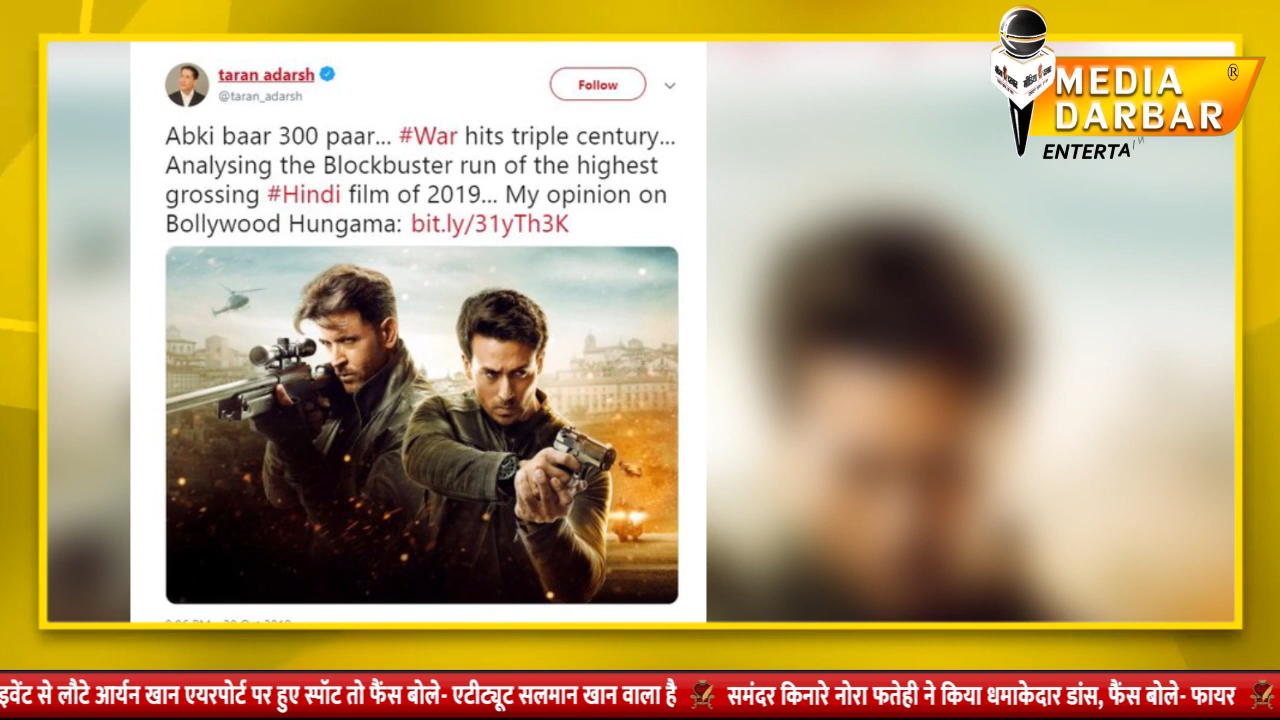 taran adarsh
@taran_adarsh
Follow
Abki baar 300 paar... #War hits triple century...
Analysing the Blockbuster run of the highest
grossing #Hindi film of 2019... My opinion on
Bollywood Hungama: bit.ly/31yTh3K
MEDIA ®
DARBAR
ENTERTAIN
इवेंट से लौटे आर्यन खान एयरपोर्ट पर हुए स्पॉट तो फैंस बोले- एटीट्यूट सलमान खान वाला है समंदर किनारे नोरा फतेही ने किया धमाकेदार डांस, फैंस बोले- फायर